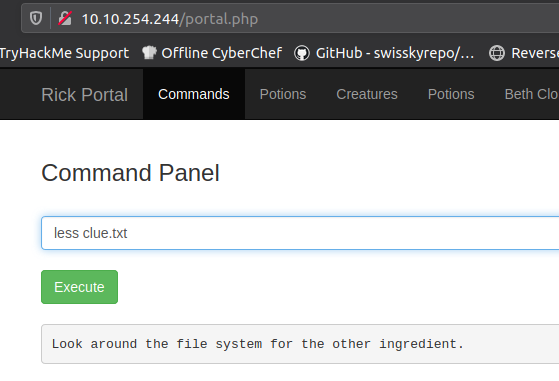 10.10.254.244/portal.php
TryHackMe Support Offline CyberChef GitHub - swisskyrepo/... Reverse
Rick Portal Commands Potions Creatures Potions Beth Clo
Command Panel
less clue.txt
Execute
Look around the file system for the other ingredient.